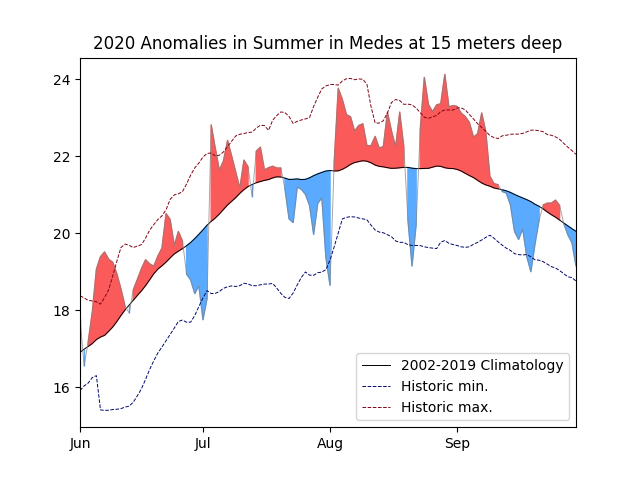 2020 Anomalies in Summer in Medes at 15 meters deep
24
22
20
18
16
Jun Jul Aug Sep
2002-2019 Climatology
Historic min.
Historic max.